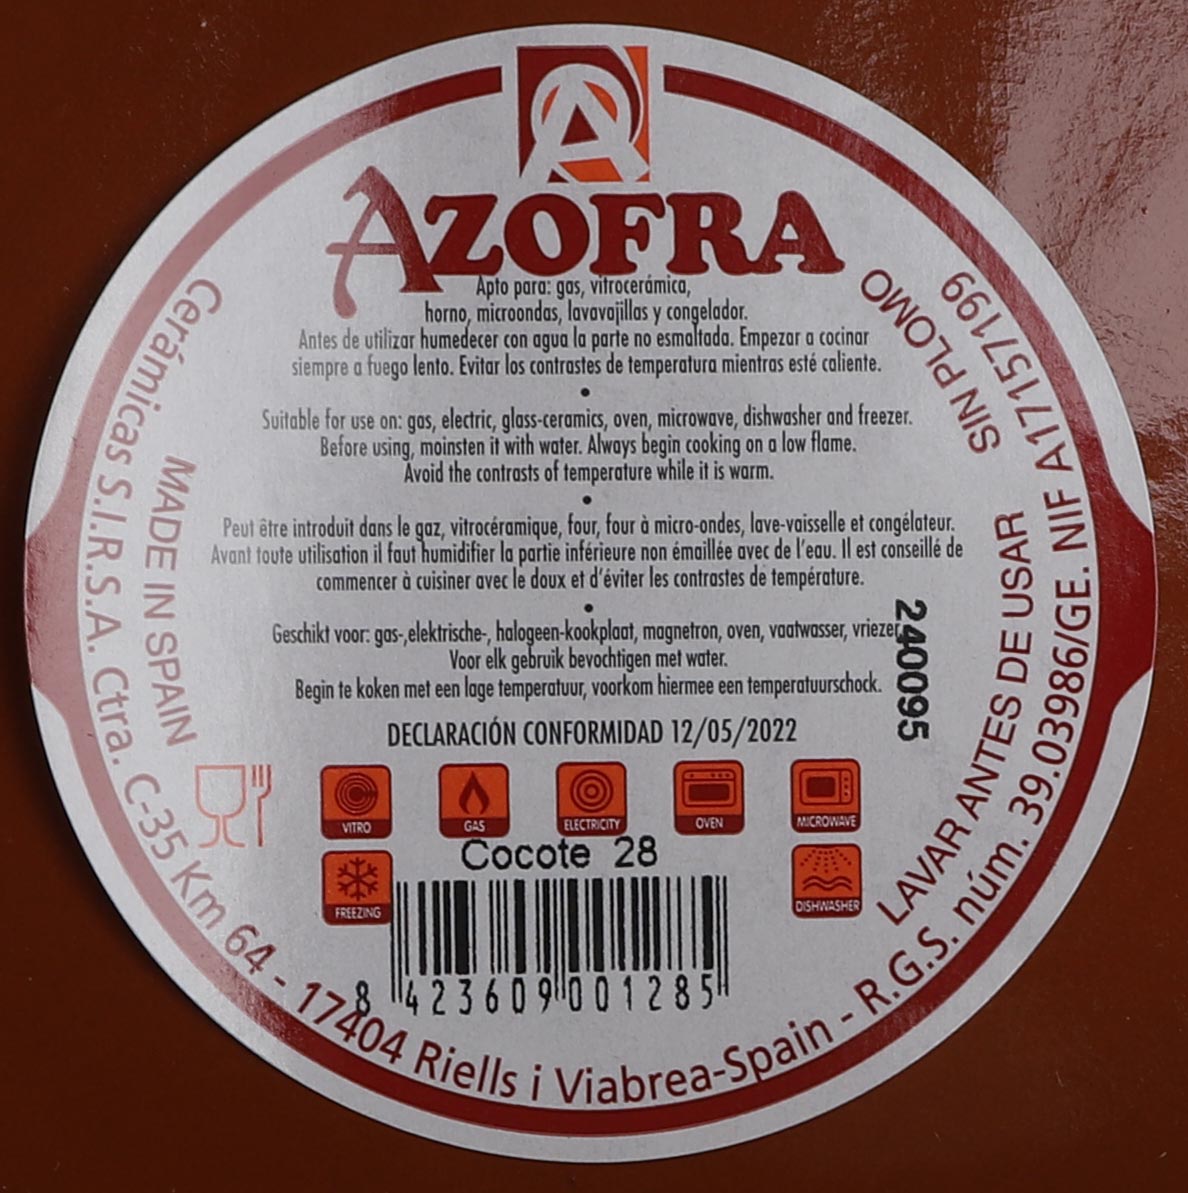 AZOFRA
Apto para: gas, vitrocerámica,
horno, microondas, lavavajillas y congelador.
Antes de utilizar humedecer con agua la parte no esmaltada. Empezar a cocinar
siempre a fuego lento. Evitar los contrastes de temperatura mientras esté caliente.
•
Suitable for use on: gas, electric, glass-ceramics, oven, microwave, dishwasher and freezer.
Before using, moinsten it with water. Always begin cooking on a low flame.
Avoid the contrasts of temperature while it is warm.
•
Peut être introduit dans le gaz, vitrocéramique, four, four à micro-ondes, lave-vaisselle et congélateur.
Avant toute utilisation il faut humidifier la partie inférieure non émaillée avec de l'eau. Il est conseillé de
commencer à cuisiner avec le doux et d'éviter les contrastes de température.
•
Geschikt voor: gas-,elektrische-, halogeen-kookplaat, magnetron, oven, vaatwasser, vriezer
Voor elk gebruik bevochtigen met water.
Begin te koken met een lage temperatuur, voorkom hiermee een temperatuurschock.
240095
DECLARACIÓN CONFORMIDAD 12/05/2022
VITRO
GAS
ELECTRICITY
OVEN
MICROWAVE
Cocote 28
FREEZING
DISHWASHER
8 423609 001285
MADE IN SPAIN
SIN PLOMO
LAVAR ANTES DE USAR
Cerámicas S.I.R.S.A. Ctra. C-35 Km 64 - 17404 Riells i Viabrea-Spain - R.G.S. núm. 39.03986/GE. NIF A17157199